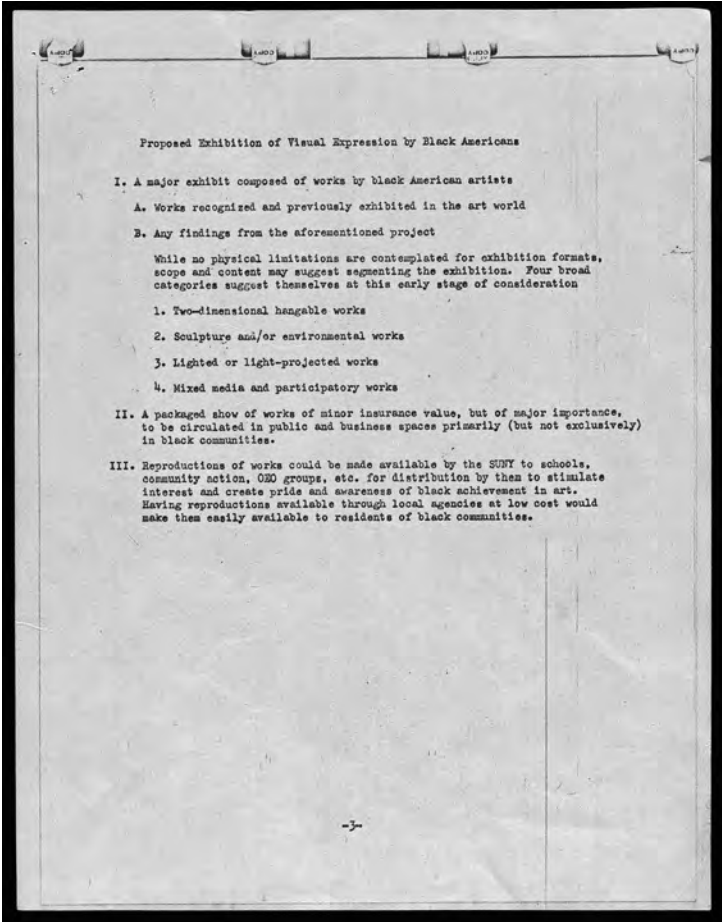 COPY
COPY
COPY
COPY
Proposed Exhibition of Visual Expression by Black Americans
I. A major exhibit composed of works by black American artists
A. Works recognized and previously exhibited in the art world
B. Any findings from the aforementioned project
While no physical limitations are contemplated for exhibition formats,
scope and content may suggest segmenting the exhibition. Four broad
categories suggest themselves at this early stage of consideration
1. Two-dimensional hangable works
2. Sculpture and/or environmental works
3. Lighted or light-projected works
4. Mixed media and participatory works
II. A packaged show of works of minor insurance value, but of major importance,
to be circulated in public and business spaces primarily (but not exclusively)
in black communities.
III. Reproductions of works could be made available by the SUNY to schools,
community action, OEO groups, etc. for distribution by them to stimulate
interest and create pride and awareness of black achievement in art.
Having reproductions available through local agencies at low cost would
make them easily available to residents of black communities.
-3-